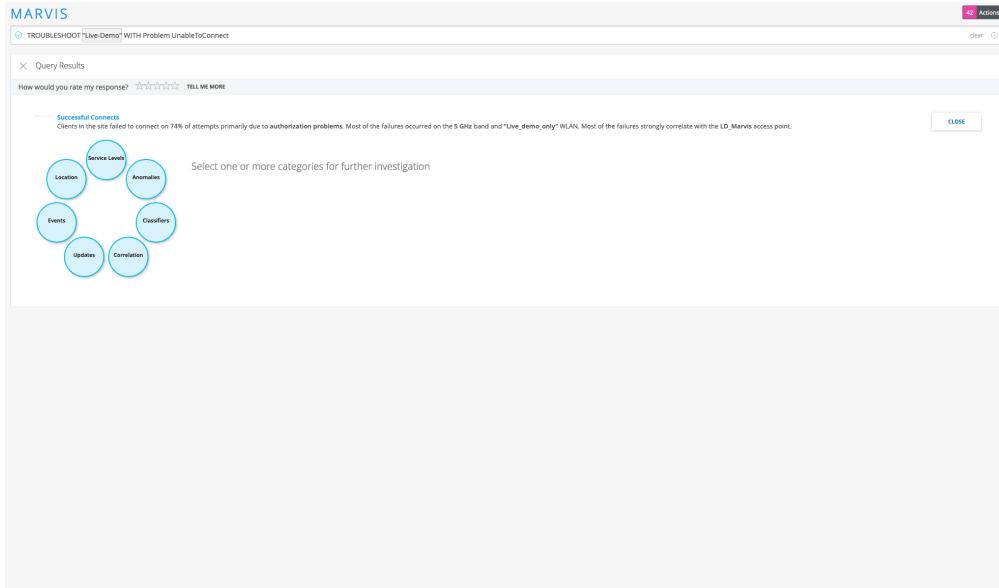 MARVIS
42 Actions
TROUBLESHOOT "Live-Demo" WITH Problem UnableToConnect
clear
Query Results
How would you rate my response?
TELL ME MORE
Successful Connects
Clients in the site failed to connect on 74% of attempts primarily due to authorization problems. Most of the failures occurred on the 5 GHz band and "Live_demo_only" WLAN. Most of the failures strongly correlate with the LD_Marvis access point.
CLOSE
Select one or more categories for further investigation
Service Levels
Location
Anomalies
Events
Classifiers
Updates
Correlation